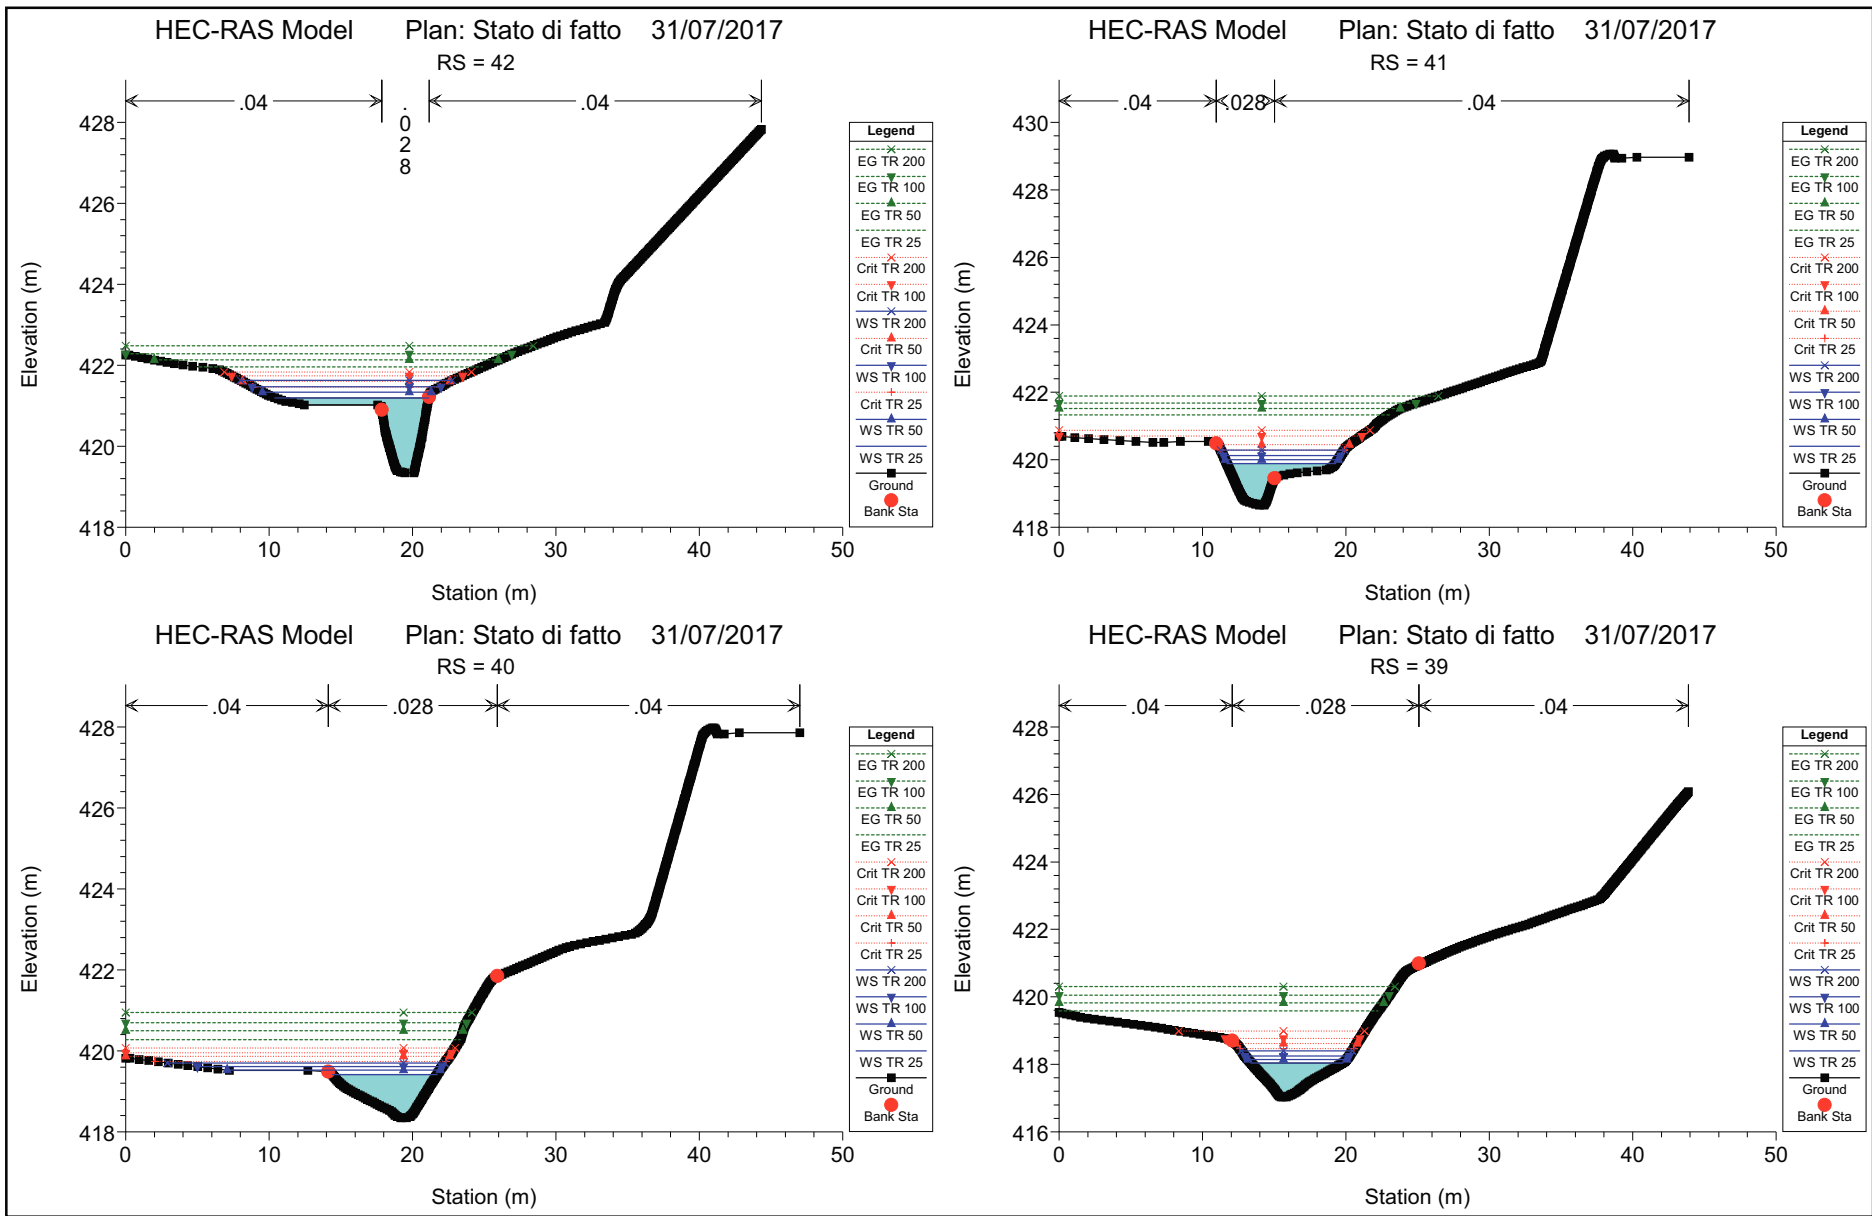 HEC-RAS Model Plan: Stato di fatto 31/07/2017
RS = 42
.04 .028 .04
428
426
424
422
420
418
0 10 20 30 40 50
Elevation (m)
Station (m)
Legend
EG TR 200
EG TR 100
EG TR 50
EG TR 25
Crit TR 200
Crit TR 100
WS TR 200
Crit TR 50
WS TR 100
Crit TR 25
WS TR 50
WS TR 25
Ground
Bank Sta
HEC-RAS Model Plan: Stato di fatto 31/07/2017
RS = 41
.04 .028 .04
430
428
426
424
422
420
418
0 10 20 30 40 50
Elevation (m)
Station (m)
Legend
EG TR 200
EG TR 100
EG TR 50
EG TR 25
Crit TR 200
Crit TR 100
Crit TR 50
Crit TR 25
WS TR 200
WS TR 100
WS TR 50
WS TR 25
Ground
Bank Sta
HEC-RAS Model Plan: Stato di fatto 31/07/2017
RS = 40
.04 .028 .04
428
426
424
422
420
418
0 10 20 30 40 50
Elevation (m)
Station (m)
Legend
EG TR 200
EG TR 100
EG TR 50
EG TR 25
Crit TR 200
Crit TR 100
Crit TR 50
Crit TR 25
WS TR 200
WS TR 100
WS TR 50
WS TR 25
Ground
Bank Sta
HEC-RAS Model Plan: Stato di fatto 31/07/2017
RS = 39
.04 .028 .04
428
426
424
422
420
418
416
0 10 20 30 40 50
Elevation (m)
Station (m)
Legend
EG TR 200
EG TR 100
EG TR 50
EG TR 25
Crit TR 200
Crit TR 100
Crit TR 50
Crit TR 25
WS TR 200
WS TR 100
WS TR 50
WS TR 25
Ground
Bank Sta